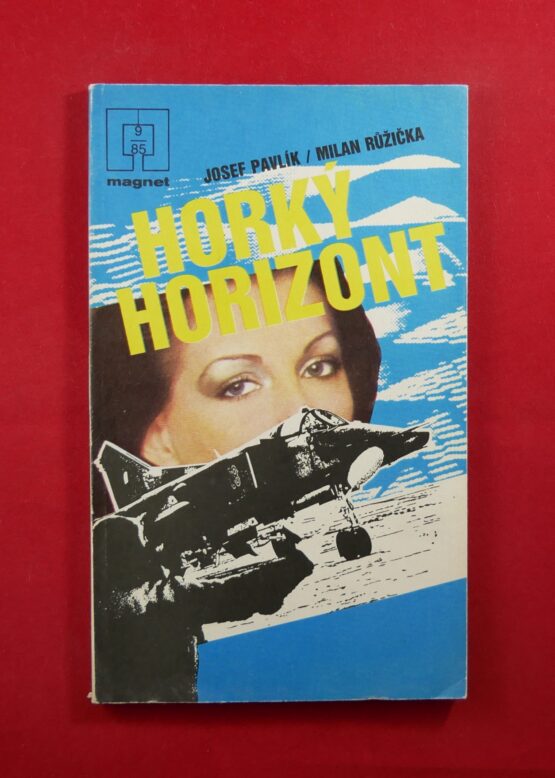 9
85
magnet
JOSEF PAVLÍK / MILAN RŮŽIČKA
HORKÝ
HORIZONT